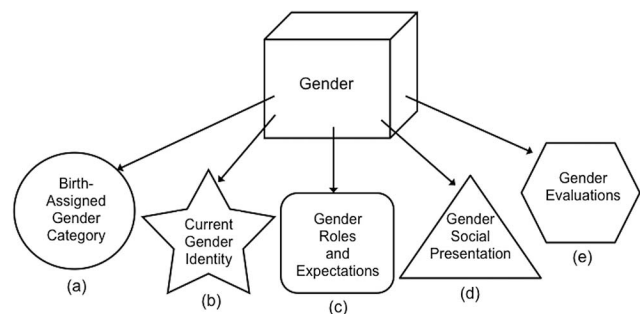 Gender
Birth-
Assigned
Gender
Category
(a)
Current
Gender
Identity
(b)
Gender
Roles
and
Expectations
(c)
Gender
Social
Presentation
(d)
Gender
Evaluations
(e)